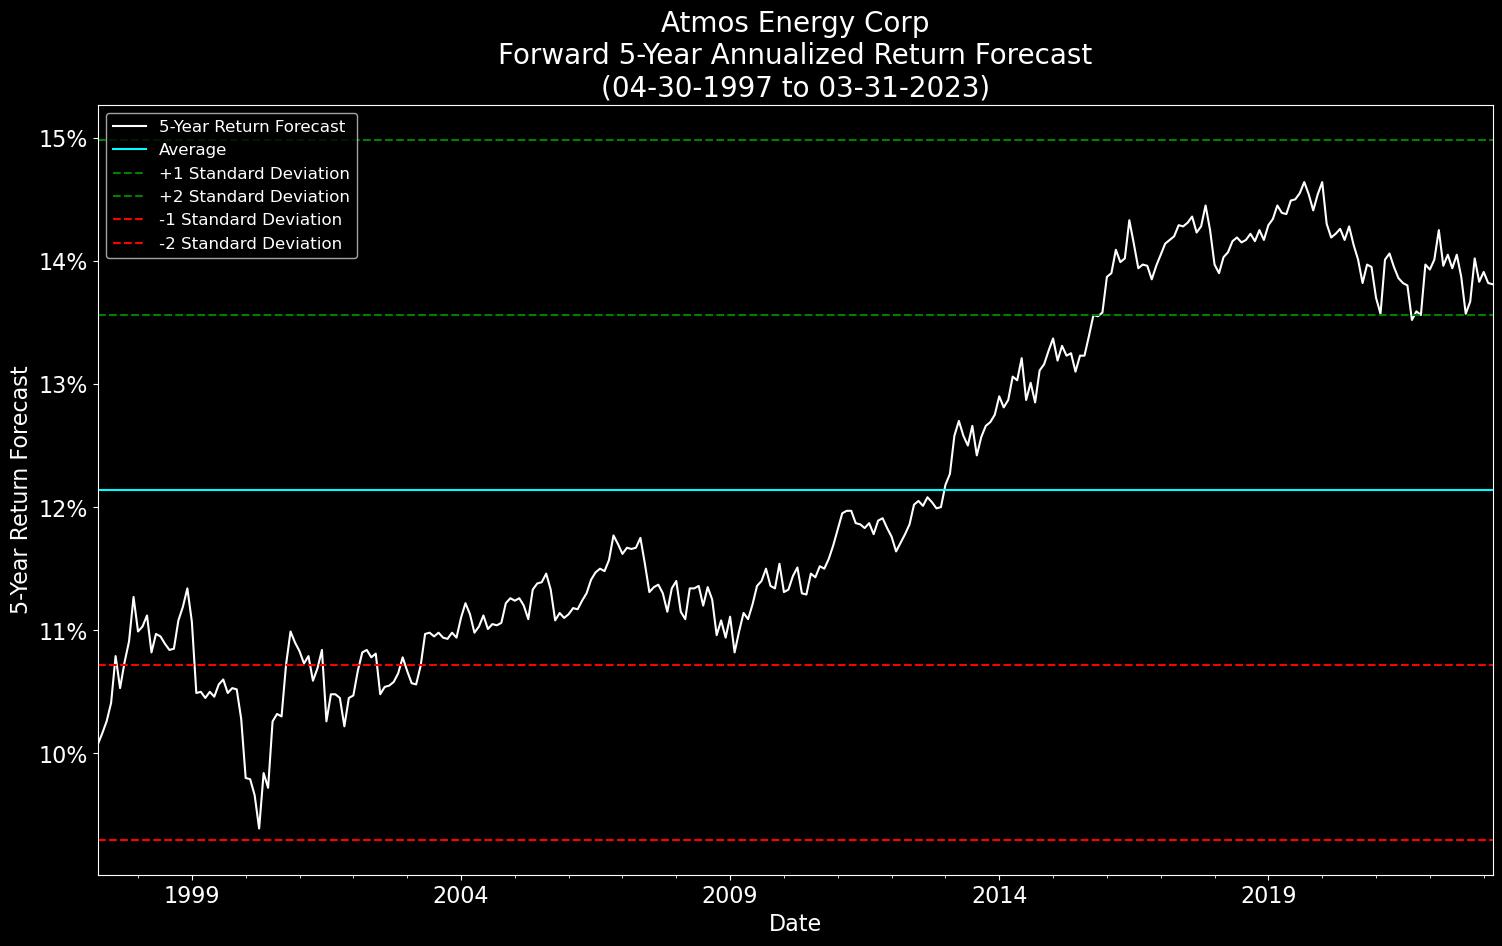 Atmos Energy Corp
Forward 5-Year Annualized Return Forecast
(04-30-1997 to 03-31-2023)
5-Year Return Forecast
Average
+1 Standard Deviation
+2 Standard Deviation
-1 Standard Deviation
-2 Standard Deviation
15%
14%
13%
12%
11%
10%
5-Year Return Forecast
1999
2004
2009
2014
2019
Date